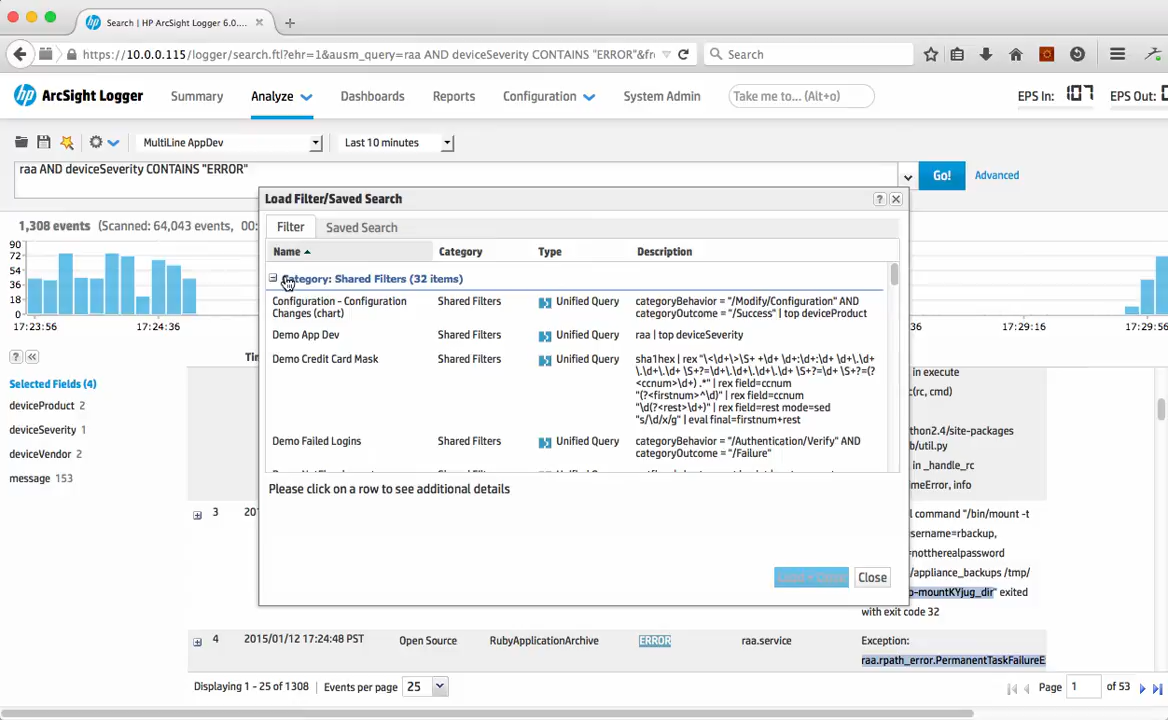 Search | HP ArcSight Logger 6.0....
https://10.0.0.115/logger/search.ftl?ehr=1&ausm_query=raa AND deviceSeverity CONTAINS "ERROR"&fr
Search
hp ArcSight Logger
Summary
Analyze
Dashboards
Reports
Configuration
System Admin
Take me to... (Alt+o)
EPS In: 107
EPS Out:
MultiLine AppDev
Last 10 minutes
raa AND deviceSeverity CONTAINS "ERROR"
Go!
Advanced
1,308 events (Scanned: 64,043 events, 00:
90
72
54
36
18
0
17:23:56
17:24:36
36
17:29:16
17:29:56
Load Filter/Saved Search
Filter
Saved Search
Name
Category
Type
Description
Category: Shared Filters (32 items)
Configuration - Configuration Shared Filters Unified Query categoryBehavior = "/Modify/Configuration" AND
Changes (chart) categoryOutcome = "/Success" | top deviceProduct
Demo App Dev Shared Filters Unified Query raa | top deviceSeverity
Demo Credit Card Mask Shared Filters Unified Query sha1hex | rex "\<\d+\>\S+ +\d+ \d+:\d+:\d+ \d+\.\d+
\.\d+\.\d+ \S+?=\d+\.\d+\.\d+\.\d+ \S+?=\d+ \S+?=(?
<ccnum>\d+) .*" | rex field=ccnum
"(?<firstnum>^\d)" | rex field=ccnum
"\d(?<rest>\d+)" | rex field=rest mode=sed
"s/\d/x/g" | eval final=firstnum+rest
Demo Failed Logins Shared Filters Unified Query categoryBehavior = "/Authentication/Verify" AND
categoryOutcome = "/Failure"
Please click on a row to see additional details
Load + Close
Close
Selected Fields (4)
deviceProduct 2
deviceSeverity 1
deviceVendor 2
message 153
Tim
in execute
(rc, cmd)
thon2.4/site-packages
b/util.py
in _handle_rc
meError, info
3
201
l command "/bin/mount -t
sername=rbackup,
=nottherealpassword
/appliance_backups /tmp/
o-mountKYjug_dir" exited
with exit code 32
4
2015/01/12 17:24:48 PST
Open Source
RubyApplicationArchive
ERROR
raa.service
Exception:
raa.rpath_error.PermanentTaskFailureE
Displaying 1 - 25 of 1308 | Events per page 25
Page 1 of 53